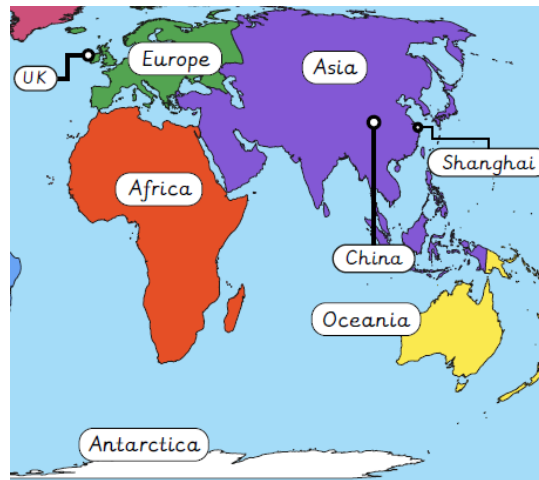 Europe
Asia
UK
Shanghai
Africa
China
Oceania
Antarctica